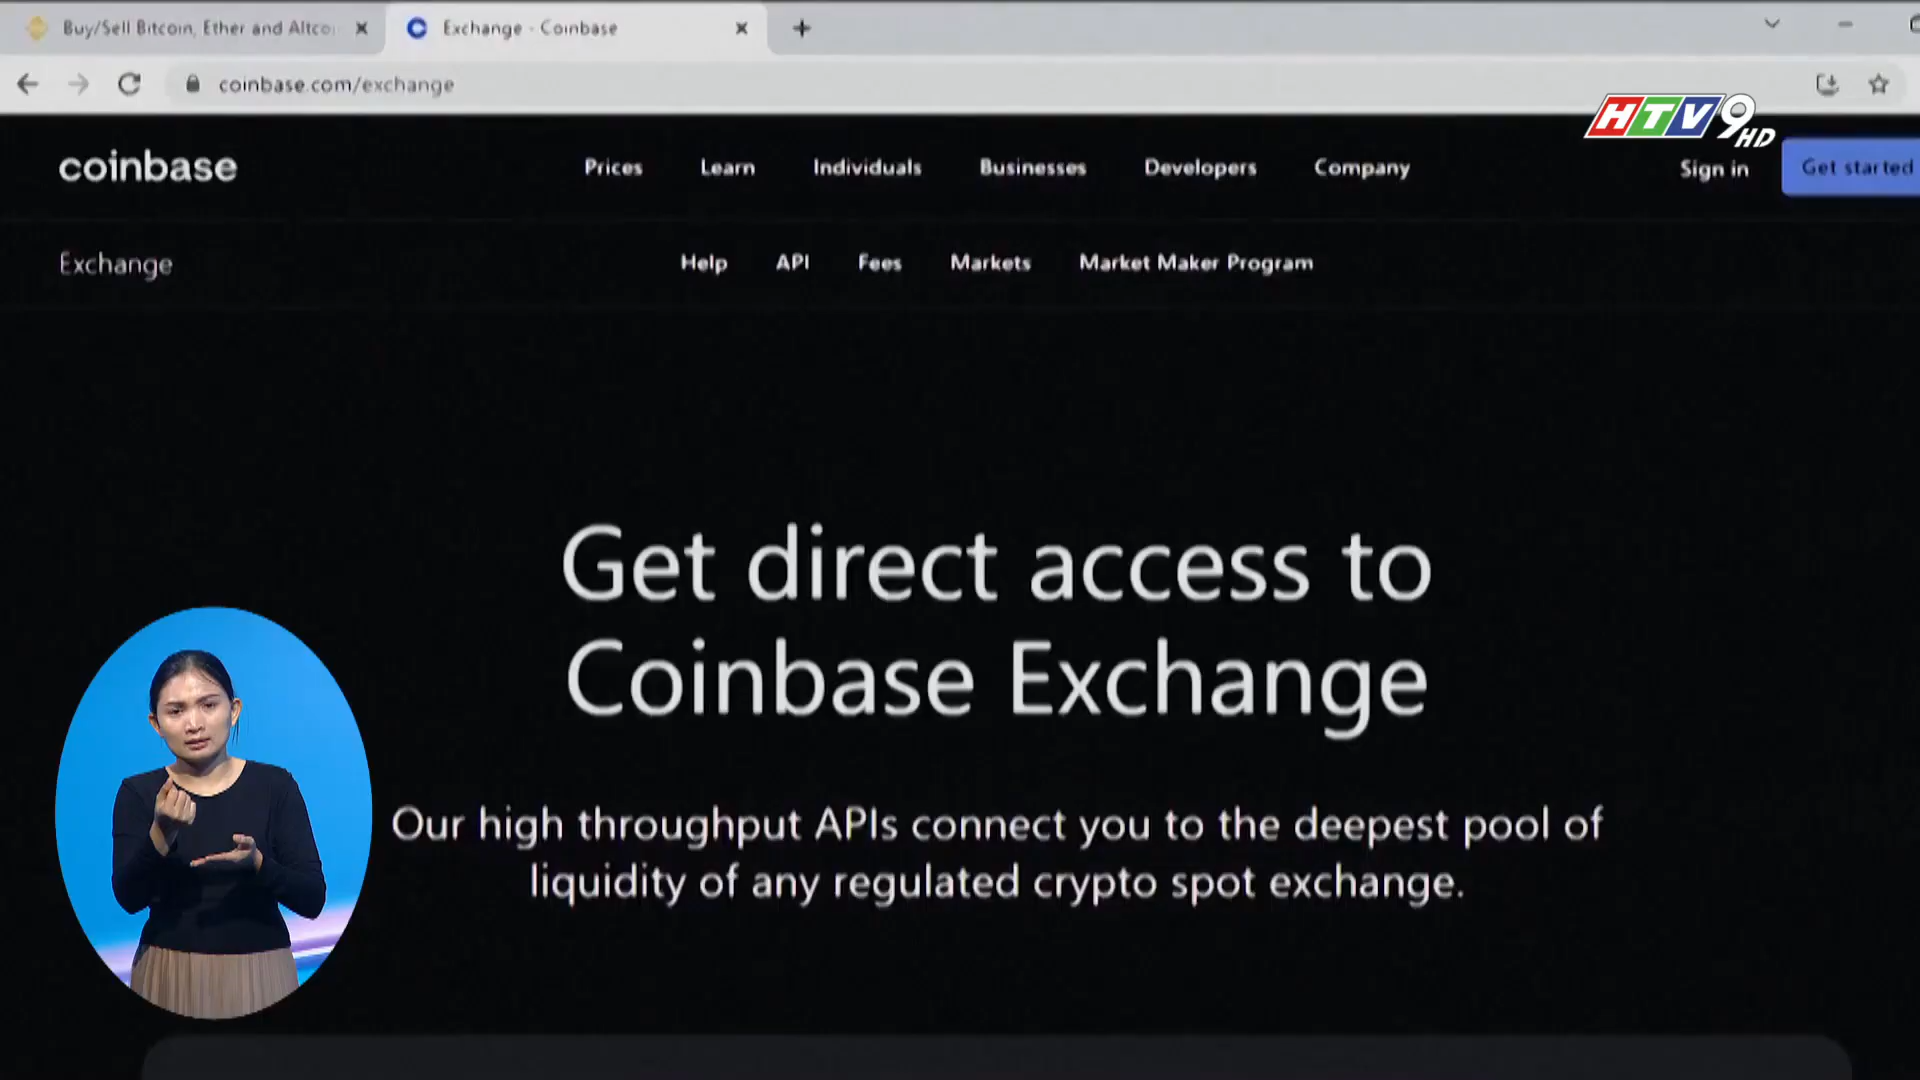 Buy/Sell Bitcoin, Ether and Altco
Exchange - Coinbase
coinbase.com/exchange
HTV9 HD
coinbase
Prices
Learn
Individuals
Businesses
Developers
Company
Sign in
Get started
Exchange
Help
API
Fees
Markets
Market Maker Program
Get direct access to
Coinbase Exchange
Our high throughput APIs connect you to the deepest pool of
liquidity of any regulated crypto spot exchange.